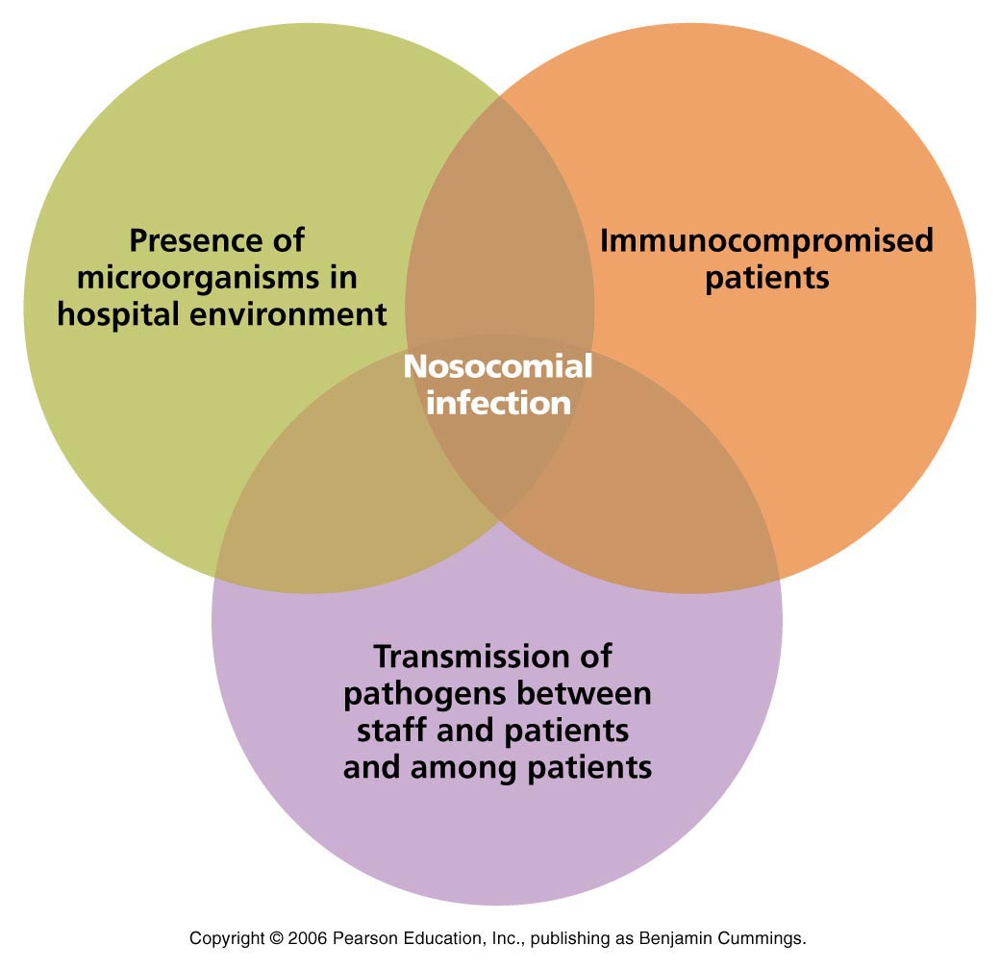 Presence of
microorganisms in
hospital environment
Immunocompromised
patients
Nosocomial
infection
Transmission of
pathogens between
staff and patients
and among patients
Copyright © 2006 Pearson Education, Inc., publishing as Benjamin Cummings.